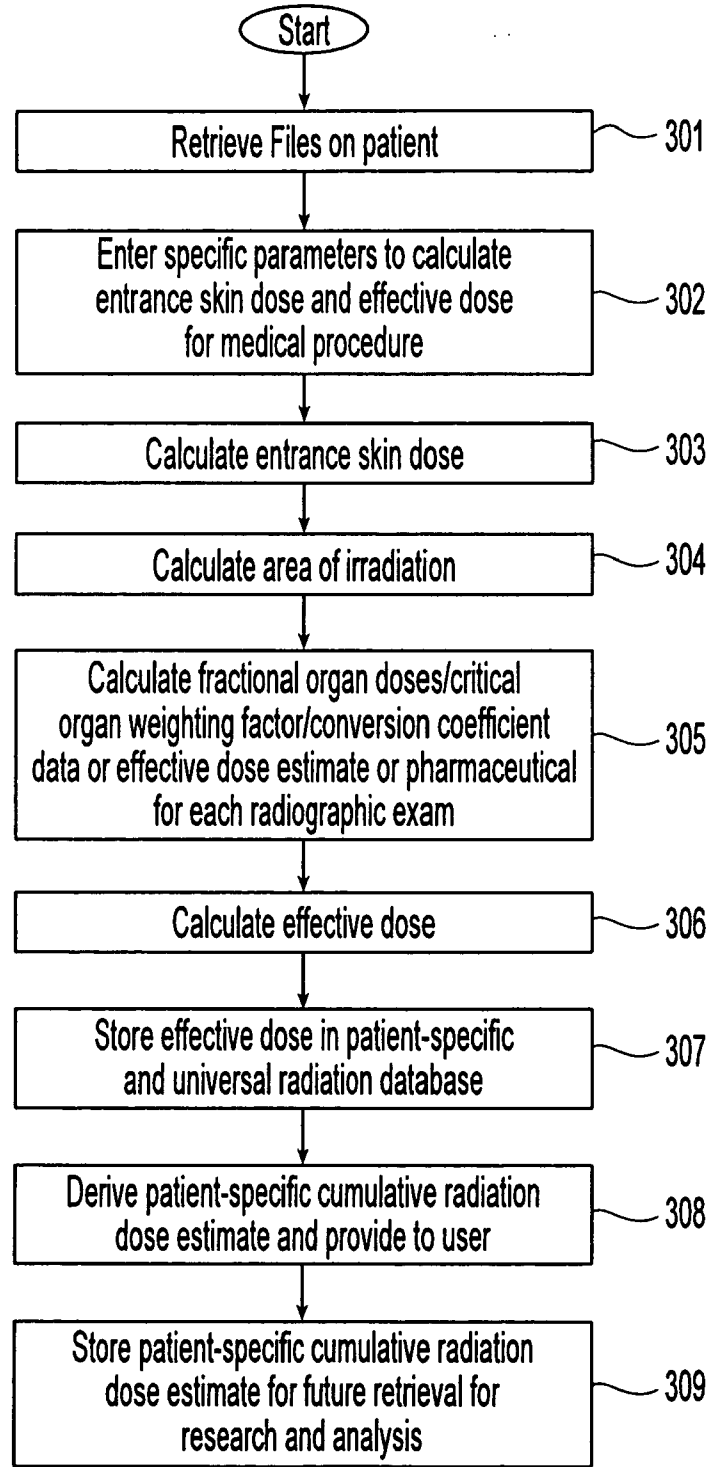 Start
Retrieve Files on patient
301
Enter specific parameters to calculate
entrance skin dose and effective dose
for medical procedure
302
Calculate entrance skin dose
303
Calculate area of irradiation
304
Calculate fractional organ doses/critical
organ weighting factor/conversion coefficient
data or effective dose estimate or pharmaceutical
for each radiographic exam
305
Calculate effective dose
306
Store effective dose in patient-specific
and universal radiation database
307
Derive patient-specific cumulative radiation
dose estimate and provide to user
308
Store patient-specific cumulative radiation
dose estimate for future retrieval for
research and analysis
309